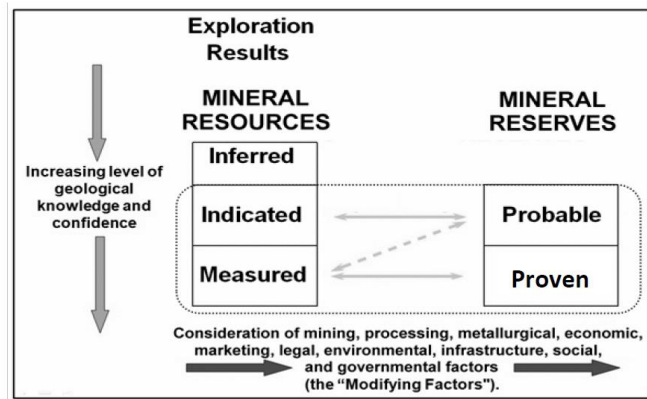 Exploration
Results
MINERAL
RESOURCES
MINERAL
RESERVES
Inferred
Increasing level of
geological
knowledge and
confidence
Indicated
Probable
Measured
Proven
Consideration of mining, processing, metallurgical, economic,
marketing, legal, environmental, infrastructure, social,
and governmental factors
(the “Modifying Factors").